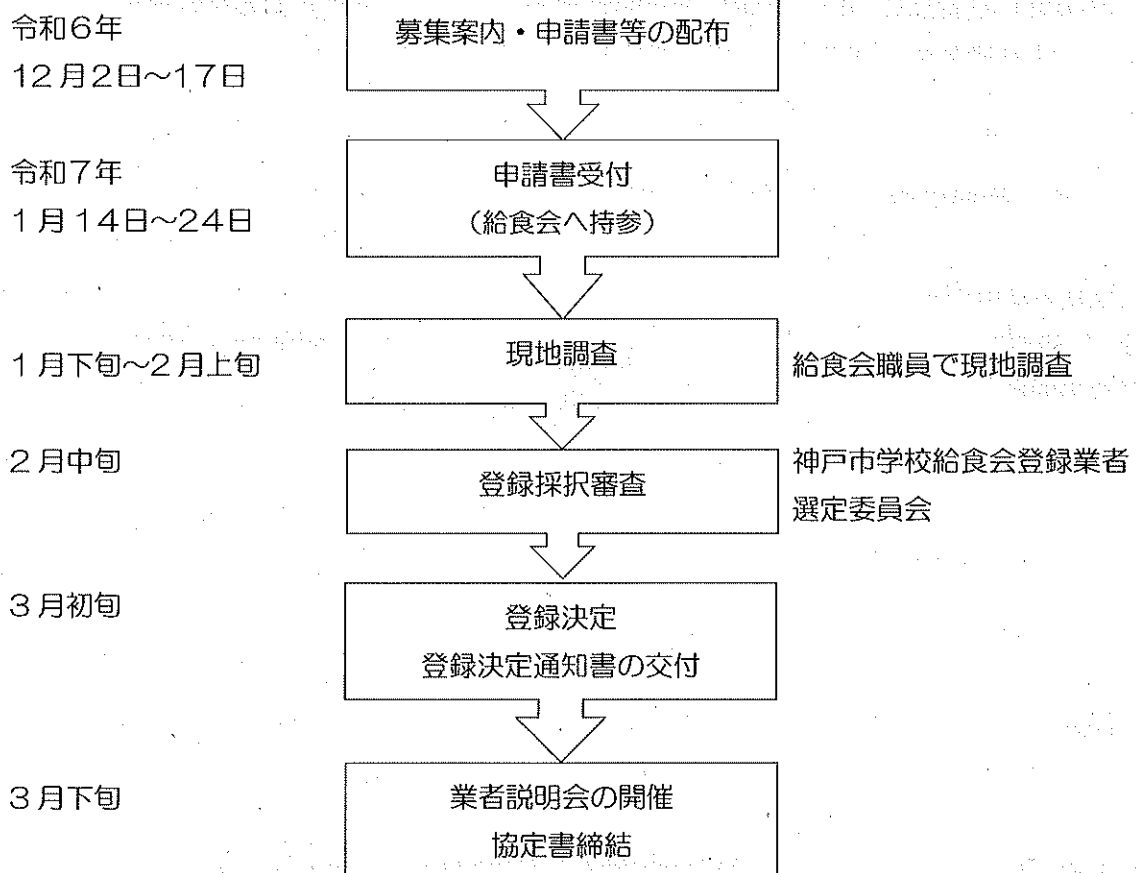 令和６年
１２月２日～１７日
募集案内・申請書等の配布
令和７年
１月１４日～２４日
申請書受付
（給食会へ持参）
１月下旬～２月上旬
現地調査
給食会職員で現地調査
２月中旬
登録採択審査
神戸市学校給食会登録業者
選定委員会
３月初旬
登録決定
登録決定通知書の交付
３月下旬
業者説明会の開催
協定書締結